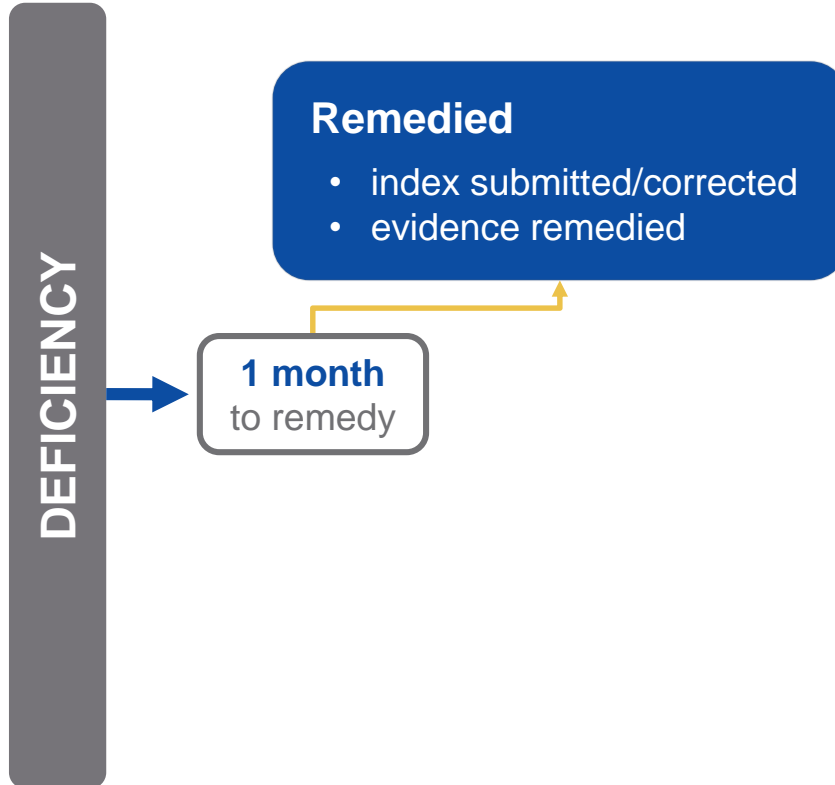 DEFICIENCY
Remedied
• index submitted/corrected
• evidence remedied
1 month
to remedy